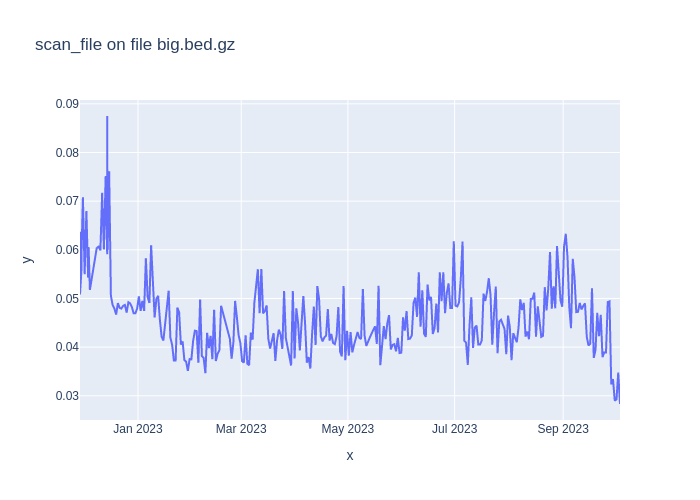 scan_file on file big.bed.gz
0.09
0.08
0.07
0.06
0.05
0.04
0.03
y
Jan 2023
Mar 2023
May 2023
Jul 2023
Sep 2023
x